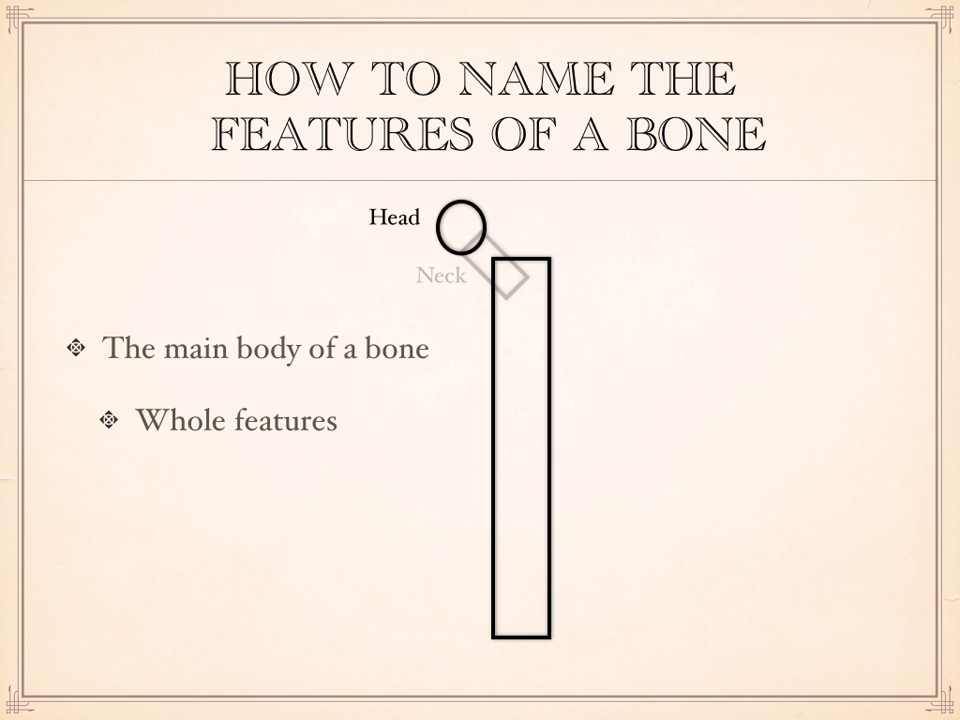 HOW TO NAME THE
FEATURES OF A BONE
Head
Neck
The main body of a bone
Whole features